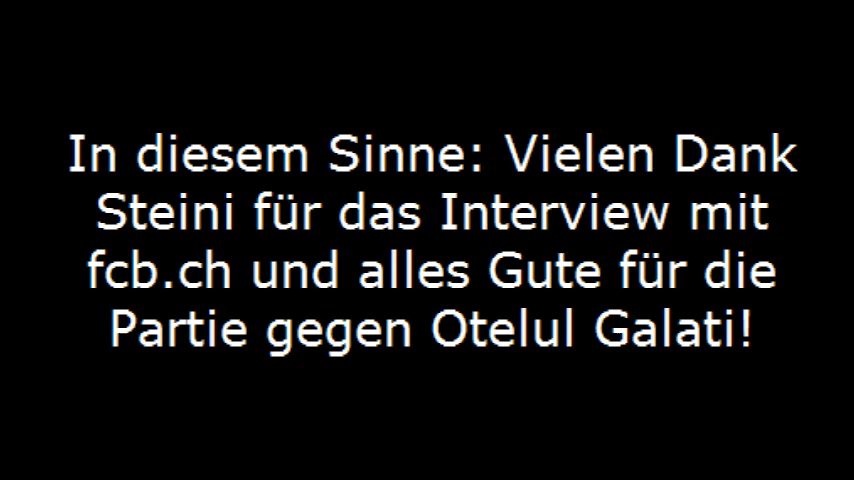 In diesem Sinne: Vielen Dank
Steini für das Interview mit
fcb.ch und alles Gute für die
Partie gegen Otelul Galati!